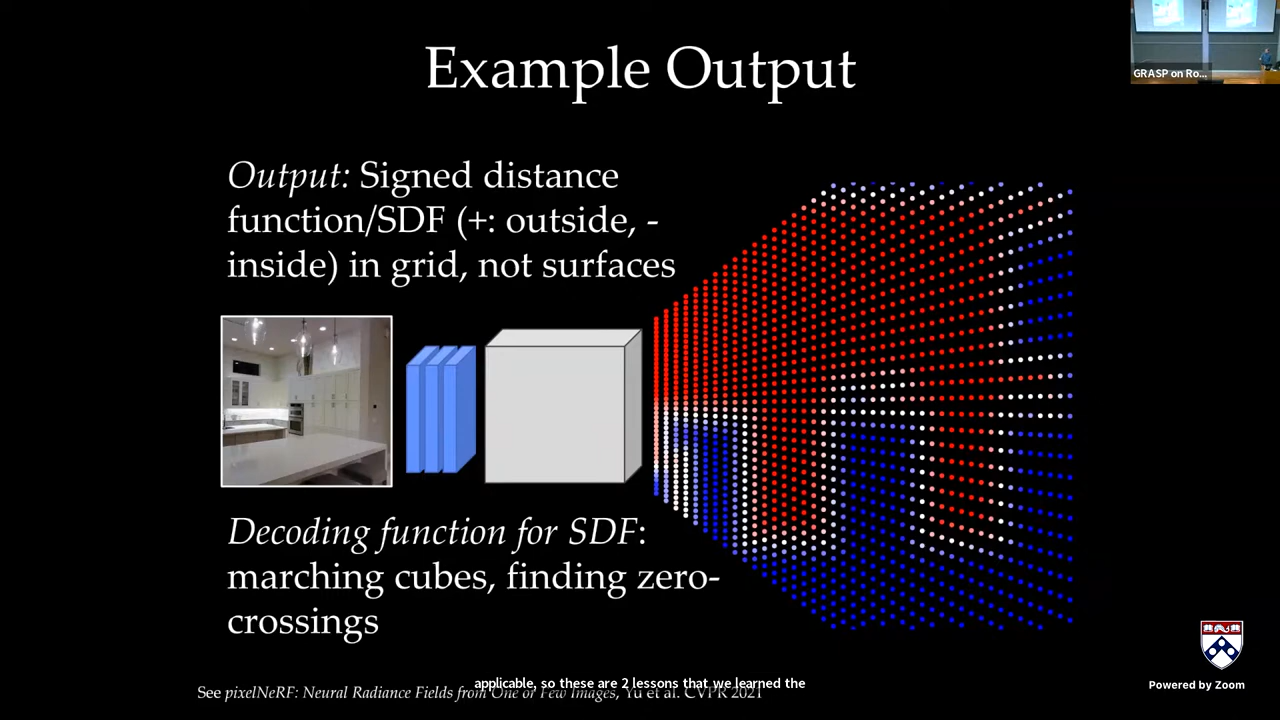 Example Output
GRASP on Ro...
Output: Signed distance
function/SDF (+: outside, -
inside) in grid, not surfaces
Decoding function for SDF:
marching cubes, finding zero-
crossings
See pixelNeRF: Neural Radiance Fields from One or Few Images, Yu et al. CVPR 2021
applicable, so these are 2 lessons that we learned the
Powered by Zoom